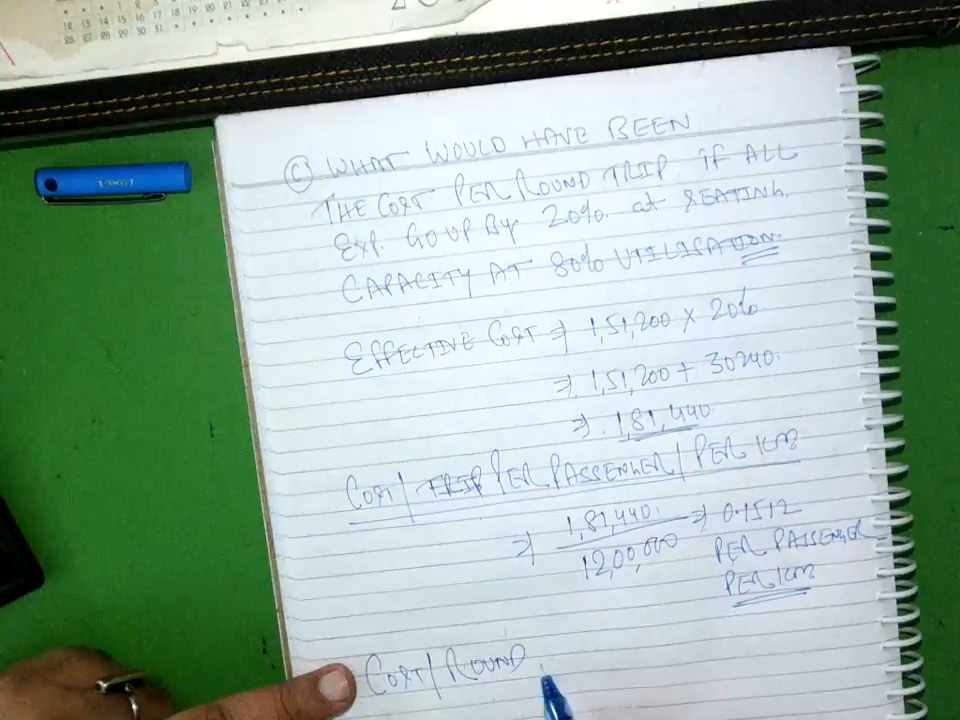 © WHAT WOULD HAVE BEEN
THE COST PER ROUND TRIP if ALL
EXP. GO UP By 20%. at SEATING.
CAPACITY AT 80% UTILISATION.
EFFECTIVE COST ⇒ 1,51,200 × 20%
⇒ 1,51,200 + 30240.
⇒ 1,81,440.
COST/TRIP PER PASSENGER/PER KM
⇒ 1,81,440. / 12,00,000 ⇒ 0.1512
PER PASSENGER
PER KM
COST/ROUND